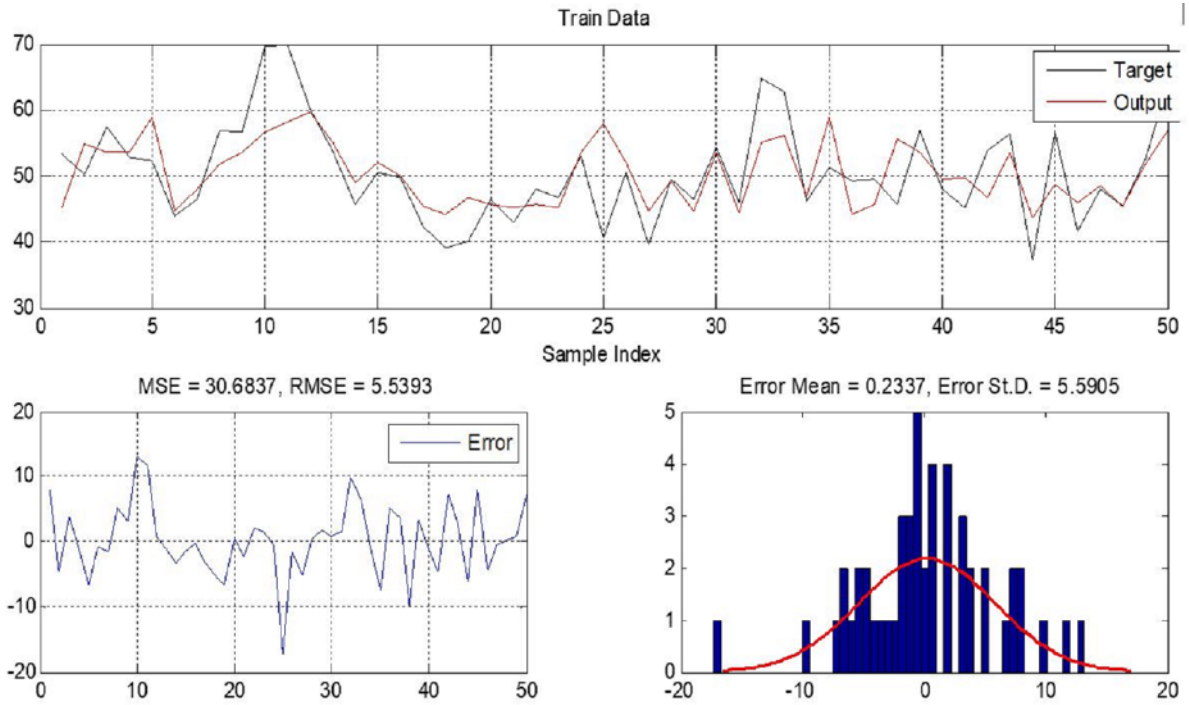 Train Data
70
60
50
40
30
Target
Output
0 5 10 15 20 25 30 35 40 45 50
Sample Index
MSE = 30.6837, RMSE = 5.5393
20
10
0
-10
-20
Error
0 10 20 30 40 50
Error Mean = 0.2337, Error St.D. = 5.5905
5
4
3
2
1
0
-20 -10 0 10 20